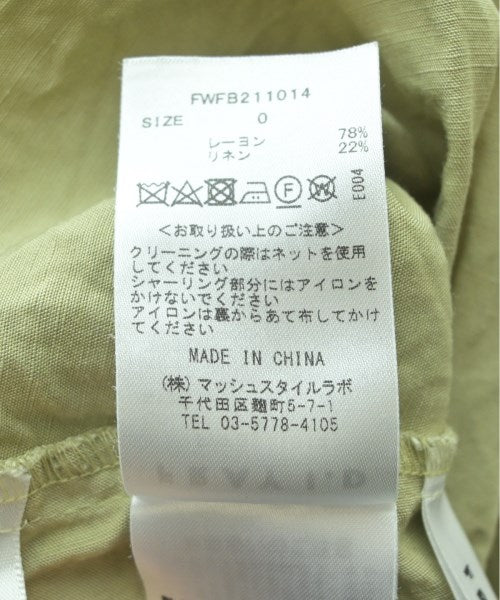 FWFB211014
SIZE 0
レーヨン 78%
リネン 22%
E004
<お取り扱い上のご注意>
クリーニングの際はネットを使用
してください
シャーリング部分にはアイロンを
かけないでください
アイロンは裏からあて布してかけ
てください
MADE IN CHINA
(株)マッシュスタイルラボ
千代田区麹町5-7-1
TEL 03-5778-4105